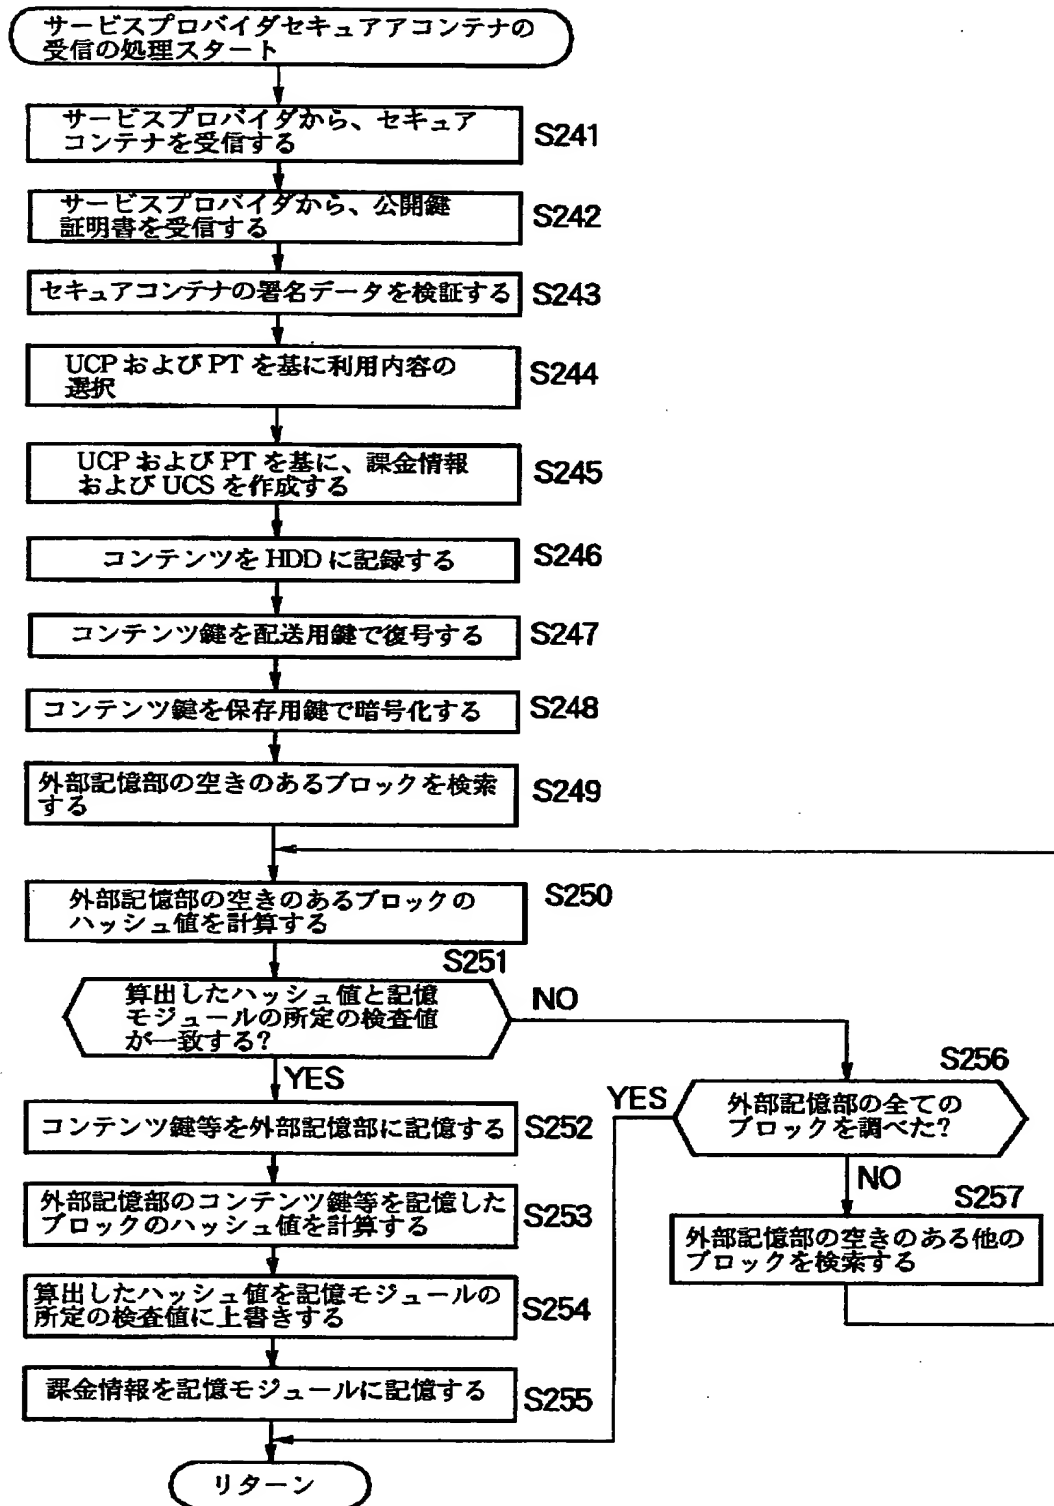 サービスプロバイダセキュアアコンテナの
受信の処理スタート
サービスプロバイダから、セキュア
コンテナを受信する
S241
サービスプロバイダから、公開鍵
証明書を受信する
S242
セキュアコンテナの署名データを検証する
S243
UCP および PT を基に利用内容の
選択
S244
UCP および PT を基に、課金情報
および UCS を作成する
S245
コンテンツを HDD に記録する
S246
コンテンツ鍵を配送用鍵で復号する
S247
コンテンツ鍵を保存用鍵で暗号化する
S248
外部記憶部の空きのあるブロックを検索
する
S249
外部記憶部の空きのあるブロックの
ハッシュ値を計算する
S250
S251
算出したハッシュ値と記憶
モジュールの所定の検査値
が一致する?
NO
YES
S256
外部記憶部の全ての
ブロックを調べた?
YES
NO
コンテンツ鍵等を外部記憶部に記憶する
S252
S257
外部記憶部の空きのある他の
ブロックを検索する
外部記憶部のコンテンツ鍵等を記憶した
ブロックのハッシュ値を計算する
S253
算出したハッシュ値を記憶モジュールの
所定の検査値に上書きする
S254
課金情報を記憶モジュールに記憶する
S255
リターン